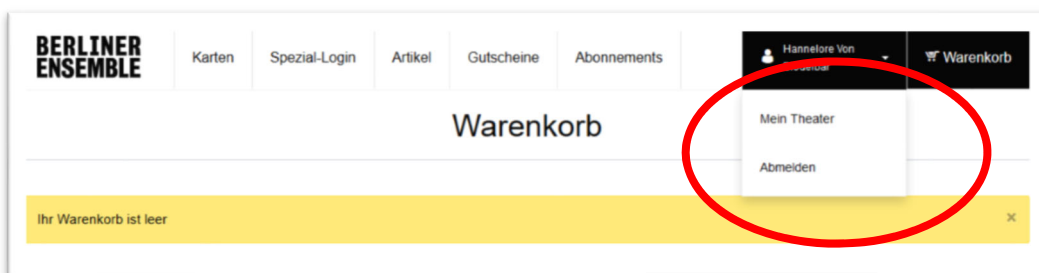 BERLINER
ENSEMBLE
Karten Spezial-Login Artikel Gutscheine Abonnements
Hannelore Von
Warenkorb
Warenkorb
Mein Theater
Abmelden
Ihr Warenkorb ist leer ×